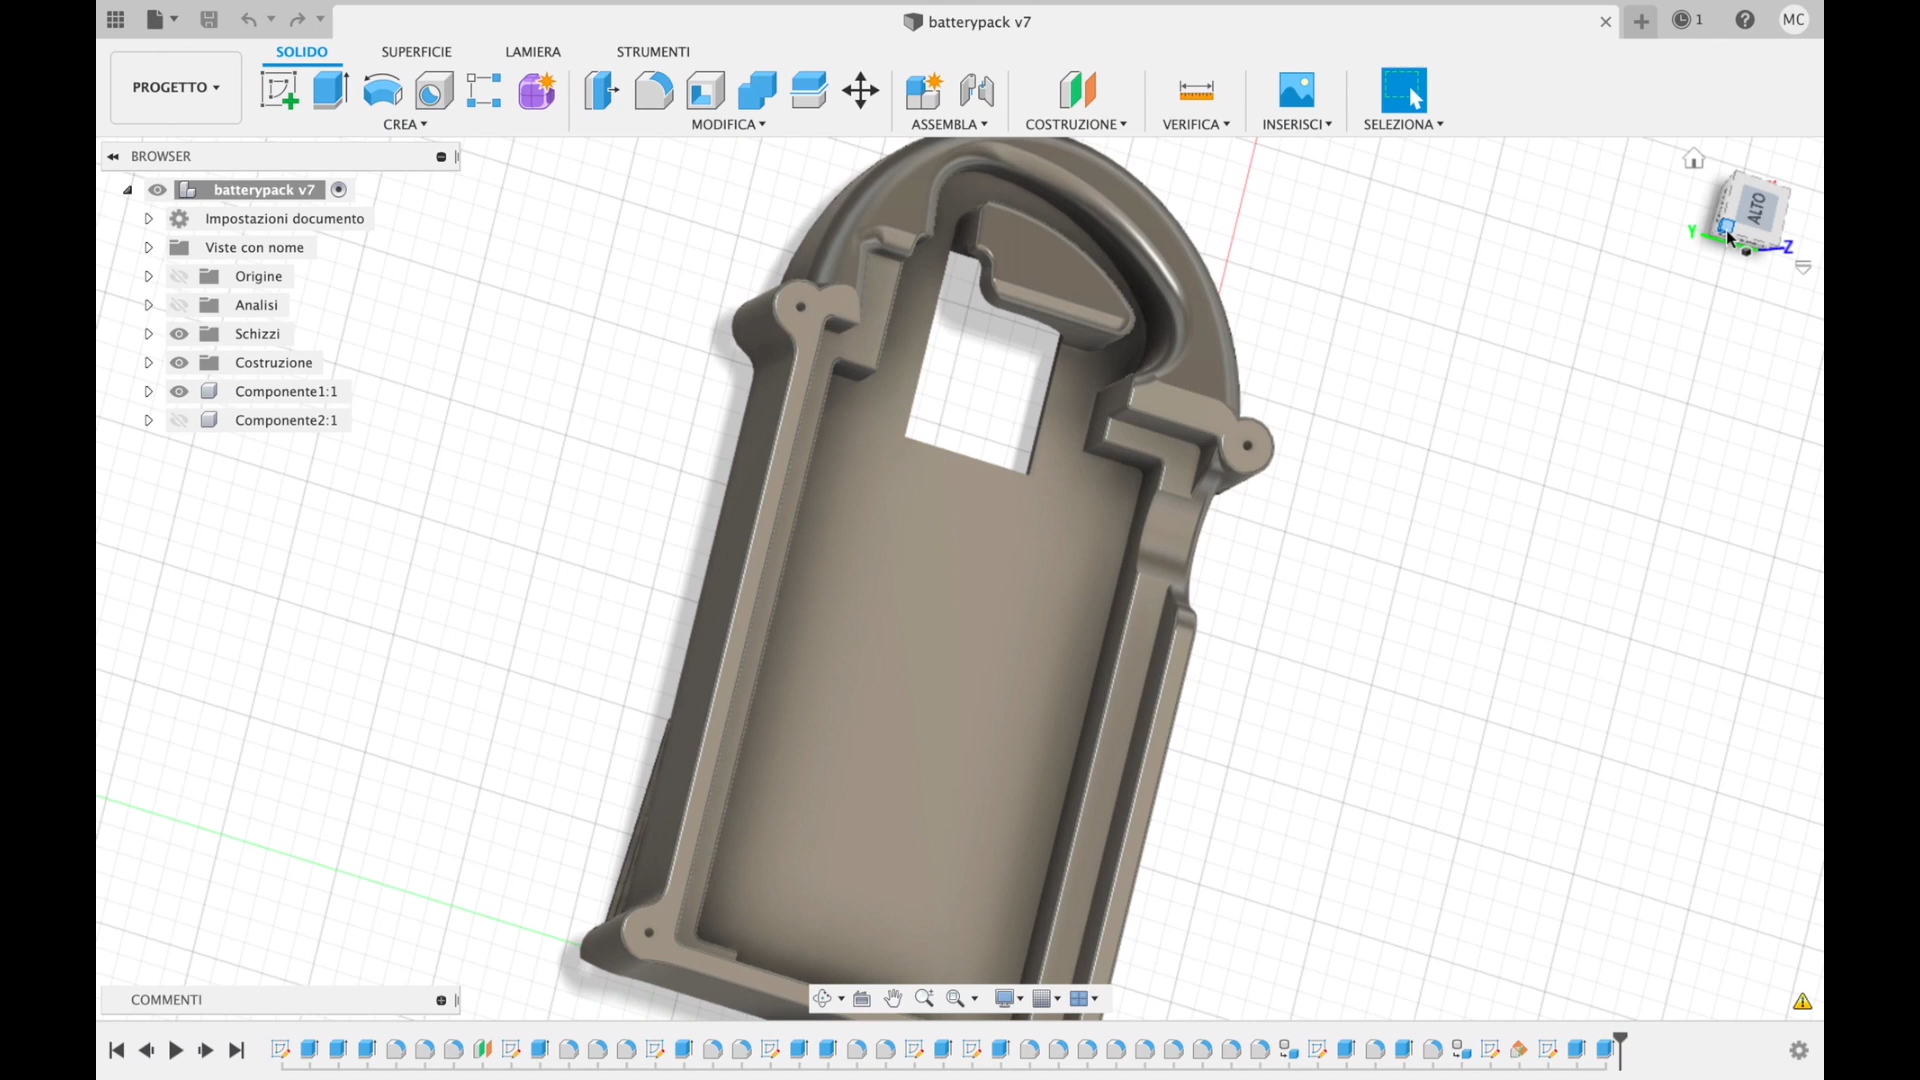 batterypack v7
1
MC
SOLIDO SUPERFICIE LAMIERA STRUMENTI
PROGETTO
CREA MODIFICA ASSEMBLA COSTRUZIONE VERIFICA INSERISCI SELEZIONA
BROWSER
batterypack v7
Impostazioni documento
Viste con nome
Origine
Analisi
Schizzi
Costruzione
Componente1:1
Componente2:1
ALTO
Y
Z
COMMENTI